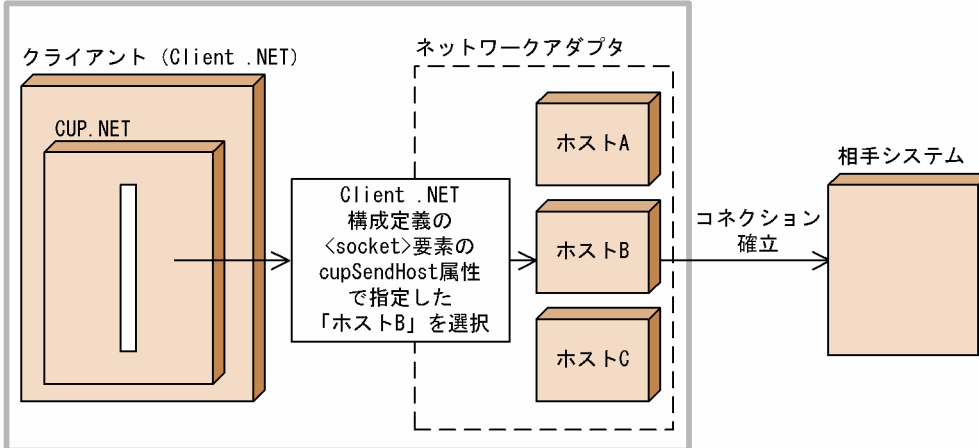 クライアント (Client .NET)
CUP.NET
ネットワークアダプタ
ホストA
Client .NET
構成定義の
<socket>要素の
cupSendHost属性
で指定した
「ホストB」を選択
ホストB
ホストC
コネクション
確立
相手システム